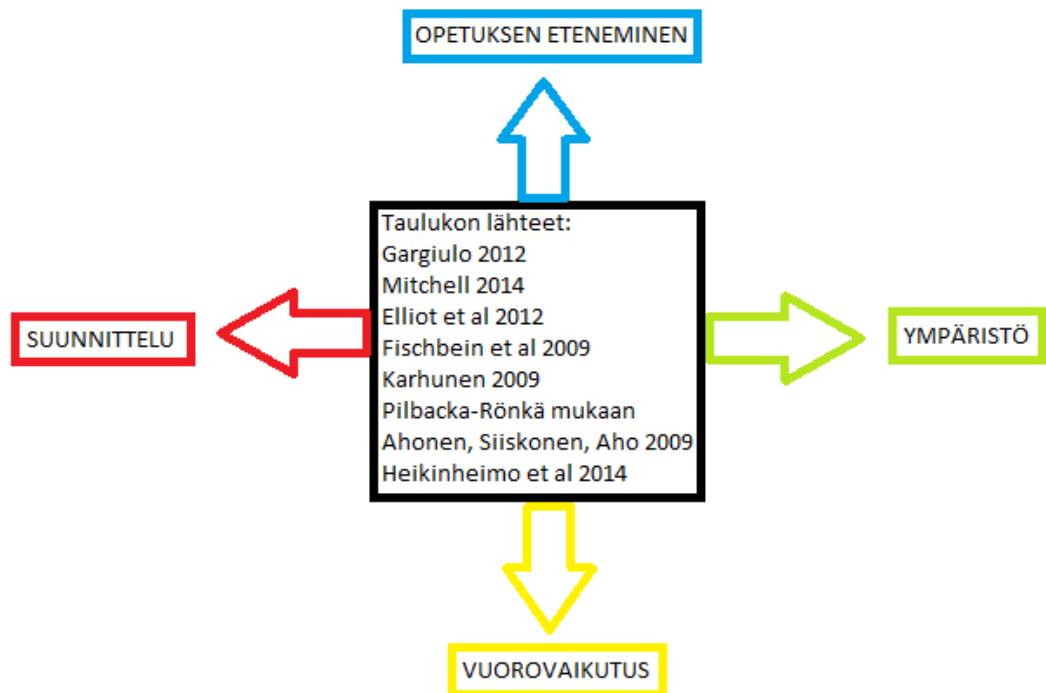 OPETUKSEN ETENEMINEN
Taulukon lähteet:
Gargiulo 2012
Mitchell 2014
Elliot et al 2012
Fischbein et al 2009
Karhunen 2009
Pilbacka-Rönkä mukaan
Ahonen, Siiskonen, Aho 2009
Heikinheimo et al 2014
SUUNNITTELU
YMPÄRISTÖ
VUOROVAIKUTUS